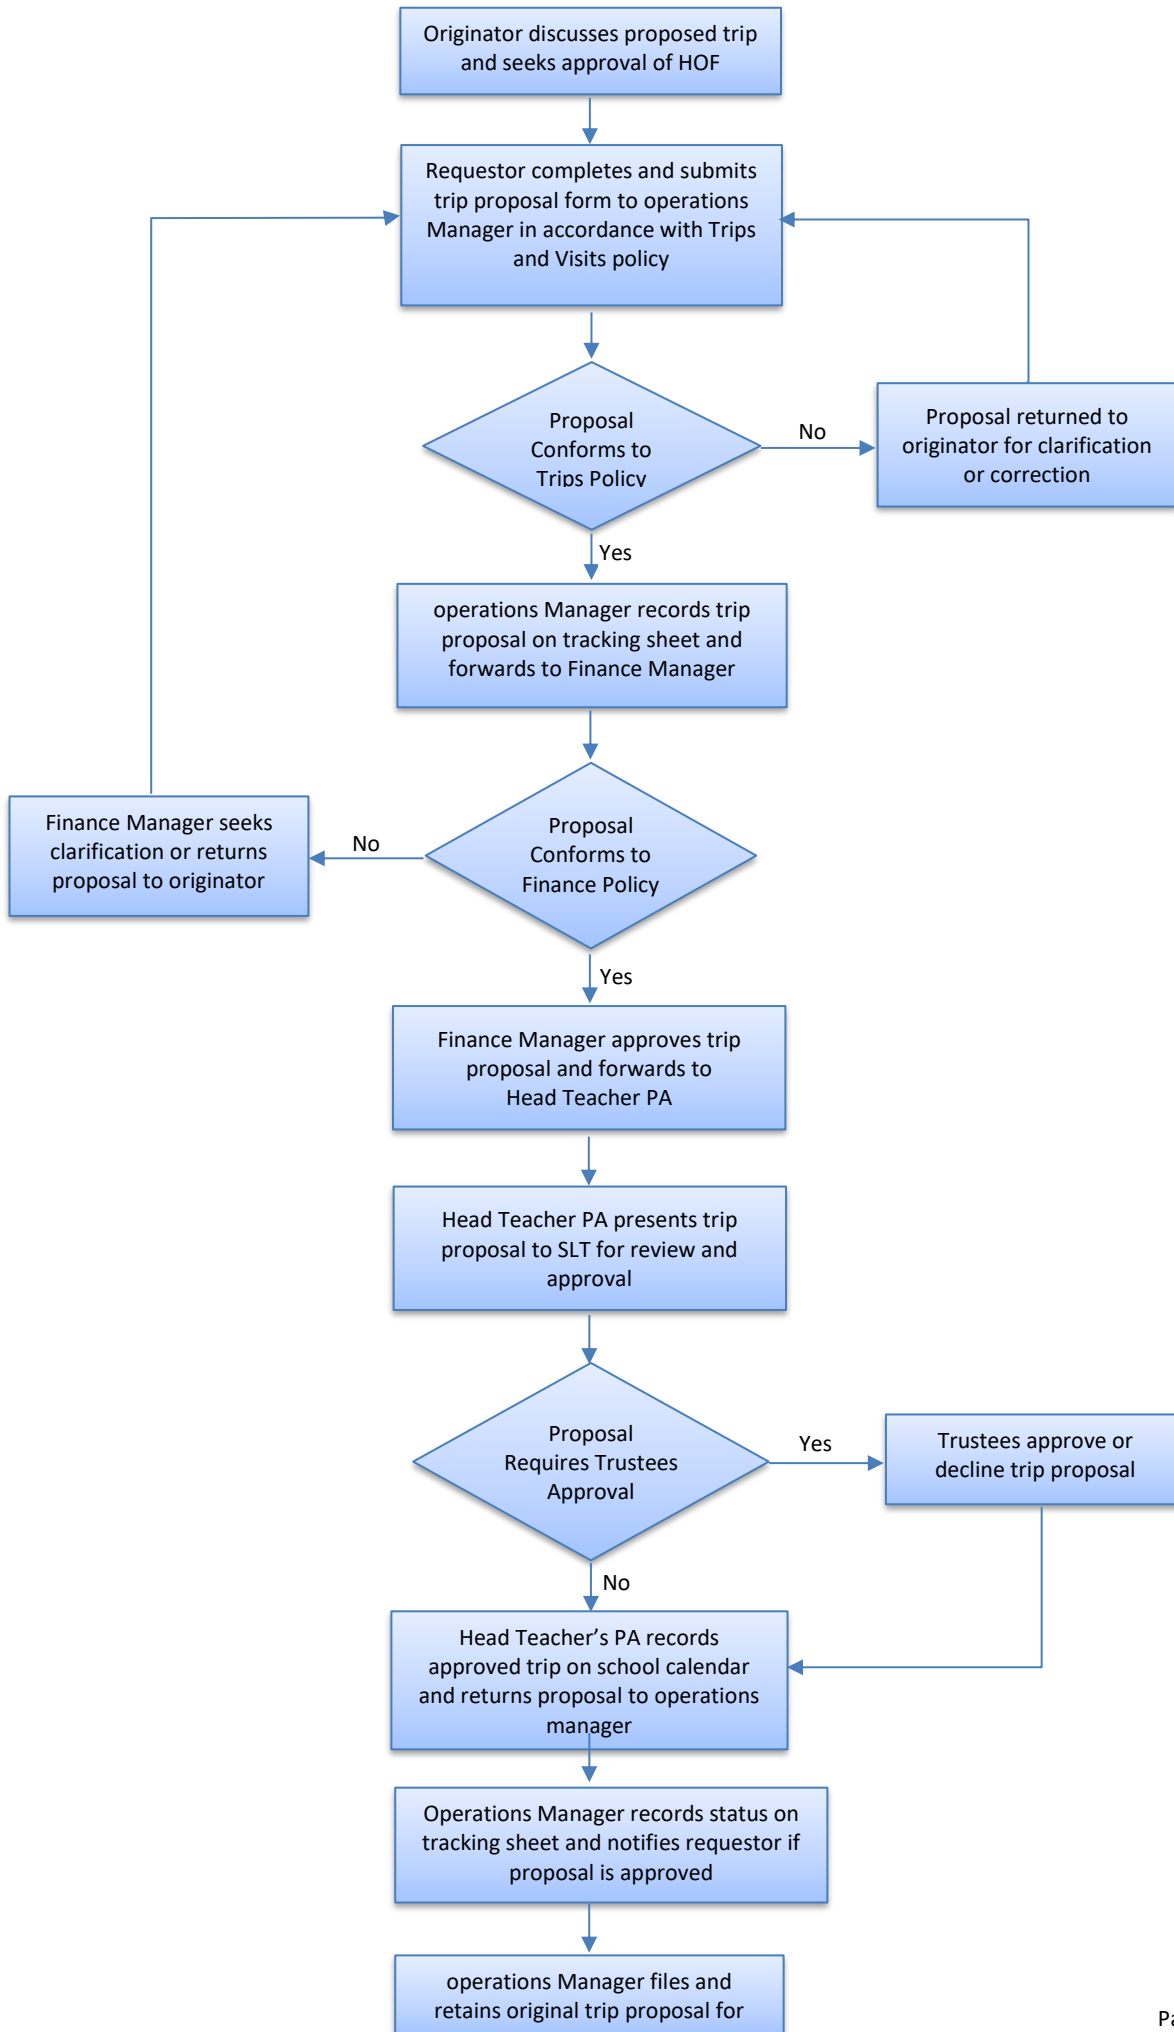 Originator discusses proposed trip
and seeks approval of HOF
Requestor completes and submits
trip proposal form to operations
Manager in accordance with Trips
and Visits policy
Proposal
Conforms to
Trips Policy
No
Proposal returned to
originator for clarification
or correction
Yes
operations Manager records trip
proposal on tracking sheet and
forwards to Finance Manager
Finance Manager seeks
clarification or returns
proposal to originator
No
Proposal
Conforms to
Finance Policy
Yes
Finance Manager approves trip
proposal and forwards to
Head Teacher PA
Head Teacher PA presents trip
proposal to SLT for review and
approval
Proposal
Requires Trustees
Approval
Yes
Trustees approve or
decline trip proposal
No
Head Teacher’s PA records
approved trip on school calendar
and returns proposal to operations
manager
Operations Manager records status on
tracking sheet and notifies requestor if
proposal is approved
operations Manager files and
retains original trip proposal for